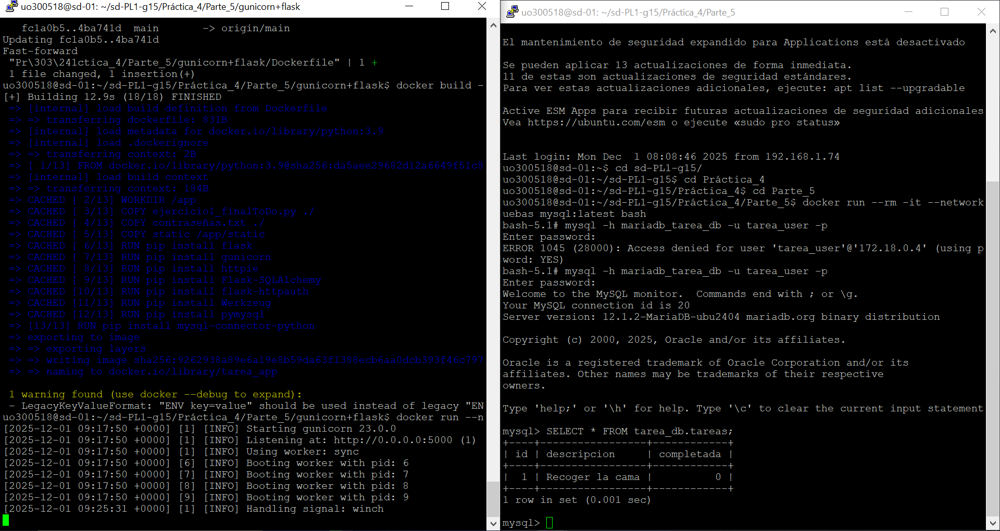 uo300518@sd-01: ~/sd-PL1-g15/Práctica_4/Parte_5/gunicorn+flask
   fc1a0b5..4ba741d  main       -> origin/main
Updating fc1a0b5..4ba741d
Fast-forward
 "Pr\303\241ctica_4/Parte_5/gunicorn+flask/Dockerfile" | 1 +
 1 file changed, 1 insertion(+)
uo300518@sd-01:~/sd-PL1-g15/Práctica_4/Parte_5/gunicorn+flask$ docker build -
[+] Building 12.9s (18/18) FINISHED
 => [internal] load build definition from Dockerfile
 => => transferring dockerfile: 831B
 => [internal] load metadata for docker.io/library/python:3.9
 => [internal] load .dockerignore
 => => transferring context: 2B
 => [ 1/13] FROM docker.io/library/python:3.9@sha256:da5aee29682d12a6649f51c8
 => [internal] load build context
 => => transferring context: 184B
 => CACHED [ 2/13] WORKDIR /app
 => CACHED [ 3/13] COPY ejercicio1_finalToDo.py ./
 => CACHED [ 4/13] COPY contraseñas.txt ./
 => CACHED [ 5/13] COPY static /app/static
 => CACHED [ 6/13] RUN pip install flask
 => CACHED [ 7/13] RUN pip install gunicorn
 => CACHED [ 8/13] RUN pip install httpie
 => CACHED [ 9/13] RUN pip install Flask-SQLAlchemy
 => CACHED [10/13] RUN pip install flask-httpauth
 => CACHED [11/13] RUN pip install Werkzeug
 => CACHED [12/13] RUN pip install pymysql
 => [13/13] RUN pip install mysql-connector-python
 => exporting to image
 => => exporting layers
 => => writing image sha256:9262938a89e6a19e8b59da63f1388ecb6aa0dcb393f46c797
 => => naming to docker.io/library/tarea_app
 1 warning found (use docker --debug to expand):
 - LegacyKeyValueFormat: "ENV key=value" should be used instead of legacy "EN
uo300518@sd-01:~/sd-PL1-g15/Práctica_4/Parte_5/gunicorn+flask$ docker run --n
[2025-12-01 09:17:50 +0000] [1] [INFO] Starting gunicorn 23.0.0
[2025-12-01 09:17:50 +0000] [1] [INFO] Listening at: http://0.0.0.0:5000 (1)
[2025-12-01 09:17:50 +0000] [1] [INFO] Using worker: sync
[2025-12-01 09:17:50 +0000] [6] [INFO] Booting worker with pid: 6
[2025-12-01 09:17:50 +0000] [7] [INFO] Booting worker with pid: 7
[2025-12-01 09:17:50 +0000] [8] [INFO] Booting worker with pid: 8
[2025-12-01 09:17:50 +0000] [9] [INFO] Booting worker with pid: 9
[2025-12-01 09:25:31 +0000] [1] [INFO] Handling signal: winch
uo300518@sd-01: ~/sd-PL1-g15/Práctica_4/Parte_5
El mantenimiento de seguridad expandido para Applications está desactivado
Se pueden aplicar 13 actualizaciones de forma inmediata.
11 de estas son actualizaciones de seguridad estándares.
Para ver estas actualizaciones adicionales, ejecute: apt list --upgradable
Active ESM Apps para recibir futuras actualizaciones de seguridad adicionales
Vea https://ubuntu.com/esm o ejecute «sudo pro status»
Last login: Mon Dec  1 08:08:46 2025 from 192.168.1.74
uo300518@sd-01:~$ cd sd-PL1-g15/
uo300518@sd-01:~/sd-PL1-g15$ cd Práctica_4
uo300518@sd-01:~/sd-PL1-g15/Práctica_4$ cd Parte_5
uo300518@sd-01:~/sd-PL1-g15/Práctica_4/Parte_5$ docker run --rm -it --network
uebas mysql:latest bash
bash-5.1# mysql -h mariadb_tarea_db -u tarea_user -p
Enter password:
ERROR 1045 (28000): Access denied for user 'tarea_user'@'172.18.0.4' (using p
word: YES)
bash-5.1# mysql -h mariadb_tarea_db -u tarea_user -p
Enter password:
Welcome to the MySQL monitor.  Commands end with ; or \g.
Your MySQL connection id is 20
Server version: 12.1.2-MariaDB-ubu2404 mariadb.org binary distribution
Copyright (c) 2000, 2025, Oracle and/or its affiliates.
Oracle is a registered trademark of Oracle Corporation and/or its
affiliates. Other names may be trademarks of their respective
owners.
Type 'help;' or '\h' for help. Type '\c' to clear the current input statement
mysql> SELECT * FROM tarea_db.tareas;
+----+-----------------+------------+
| id | descripcion     | completada |
+----+-----------------+------------+
|  1 | Recoger la cama |          0 |
+----+-----------------+------------+
1 row in set (0.001 sec)
mysql>